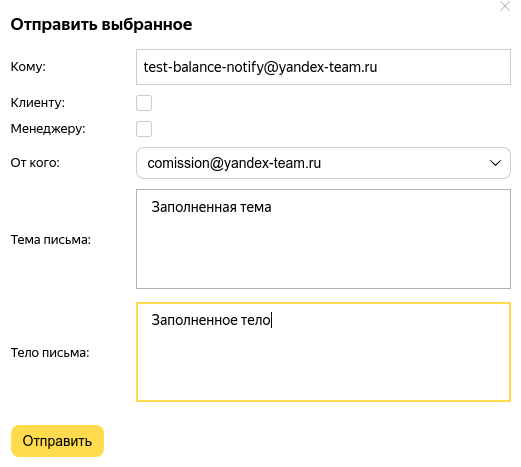 Отправить выбранное
Кому: test-balance-notify@yandex-team.ru
Клиенту:
Менеджеру:
От кого: comission@yandex-team.ru
Тема письма: Заполненная тема
Тело письма: Заполненное тело
Отправить